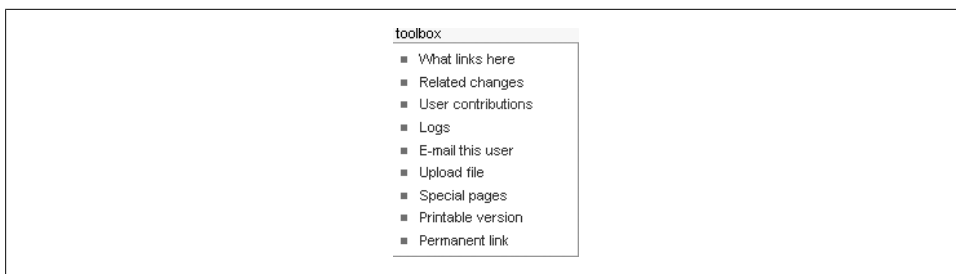 toolbox
What links here
Related changes
User contributions
Logs
E-mail this user
Upload file
Special pages
Printable version
Permanent link